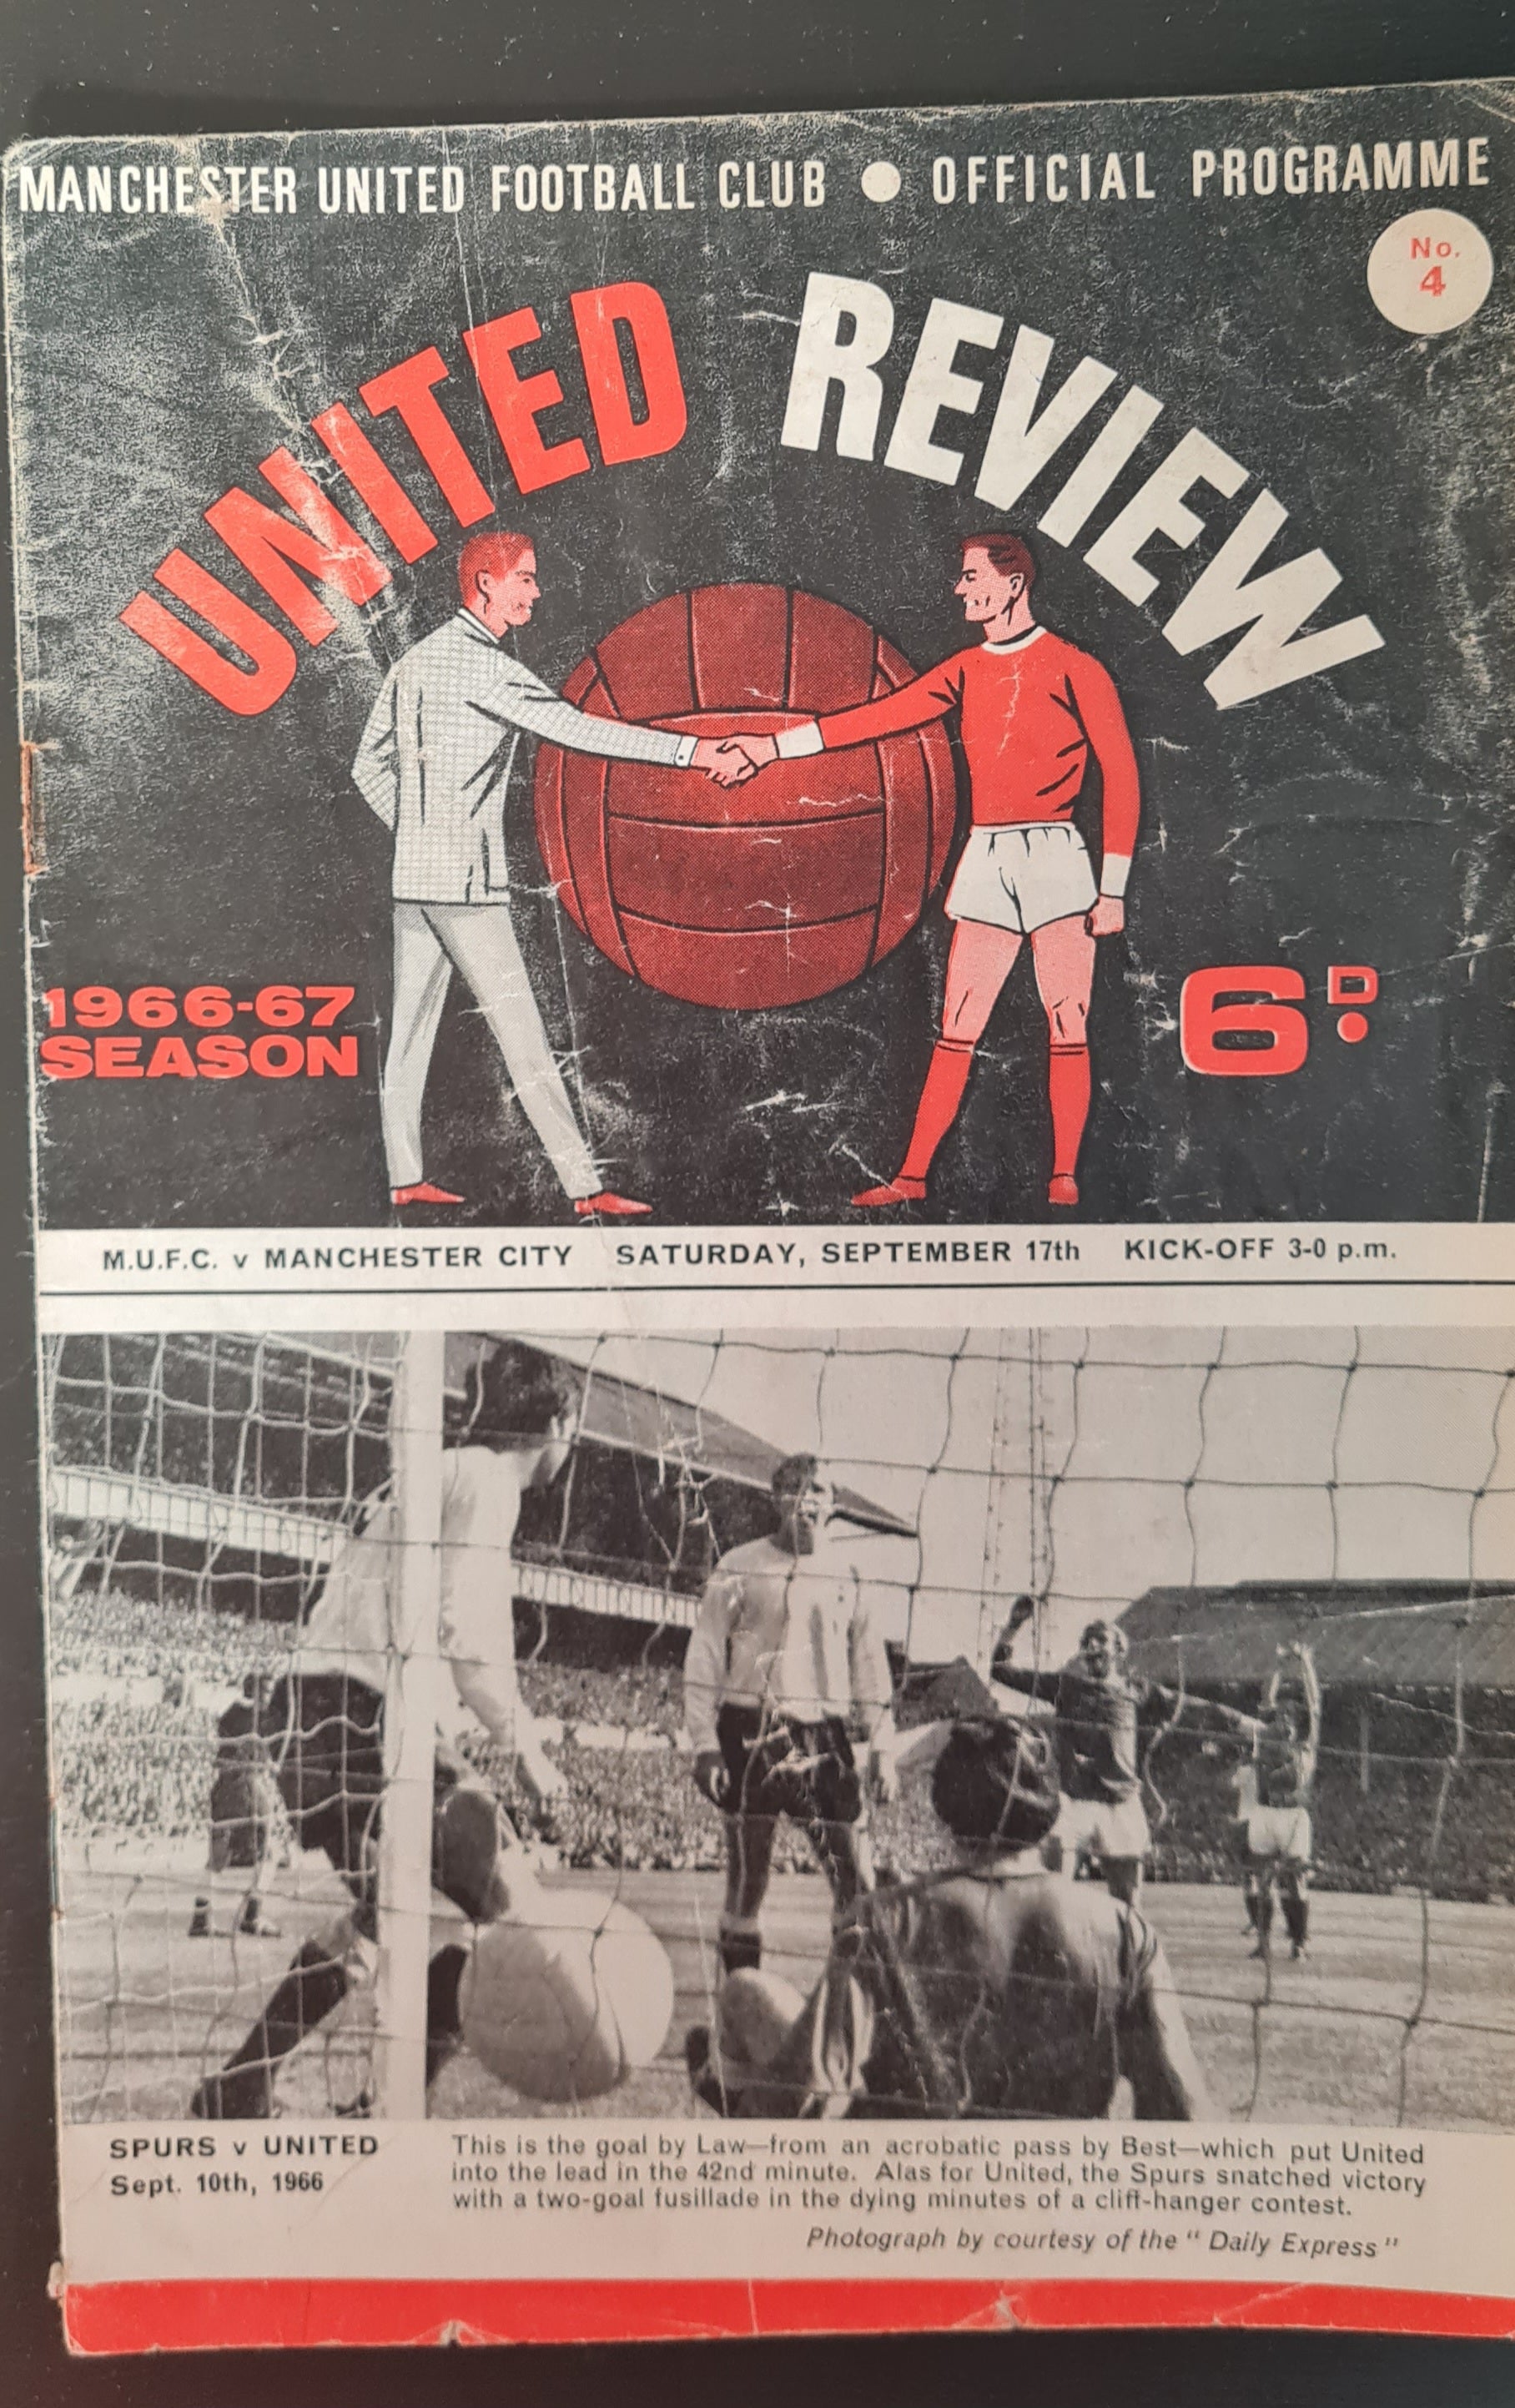 MANCHESTER UNITED FOOTBALL CLUB ● OFFICIAL PROGRAMME
No.
4
UNITED REVIEW
1966-67
SEASON
6D.
M.U.F.C. v MANCHESTER CITY SATURDAY, SEPTEMBER 17th KICK-OFF 3-0 p.m.
SPURS v UNITED
Sept. 10th, 1966
This is the goal by Law—from an acrobatic pass by Best—which put United
into the lead in the 42nd minute. Alas for United, the Spurs snatched victory
with a two-goal fusillade in the dying minutes of a cliff-hanger contest.
Photograph by courtesy of the "Daily Express"